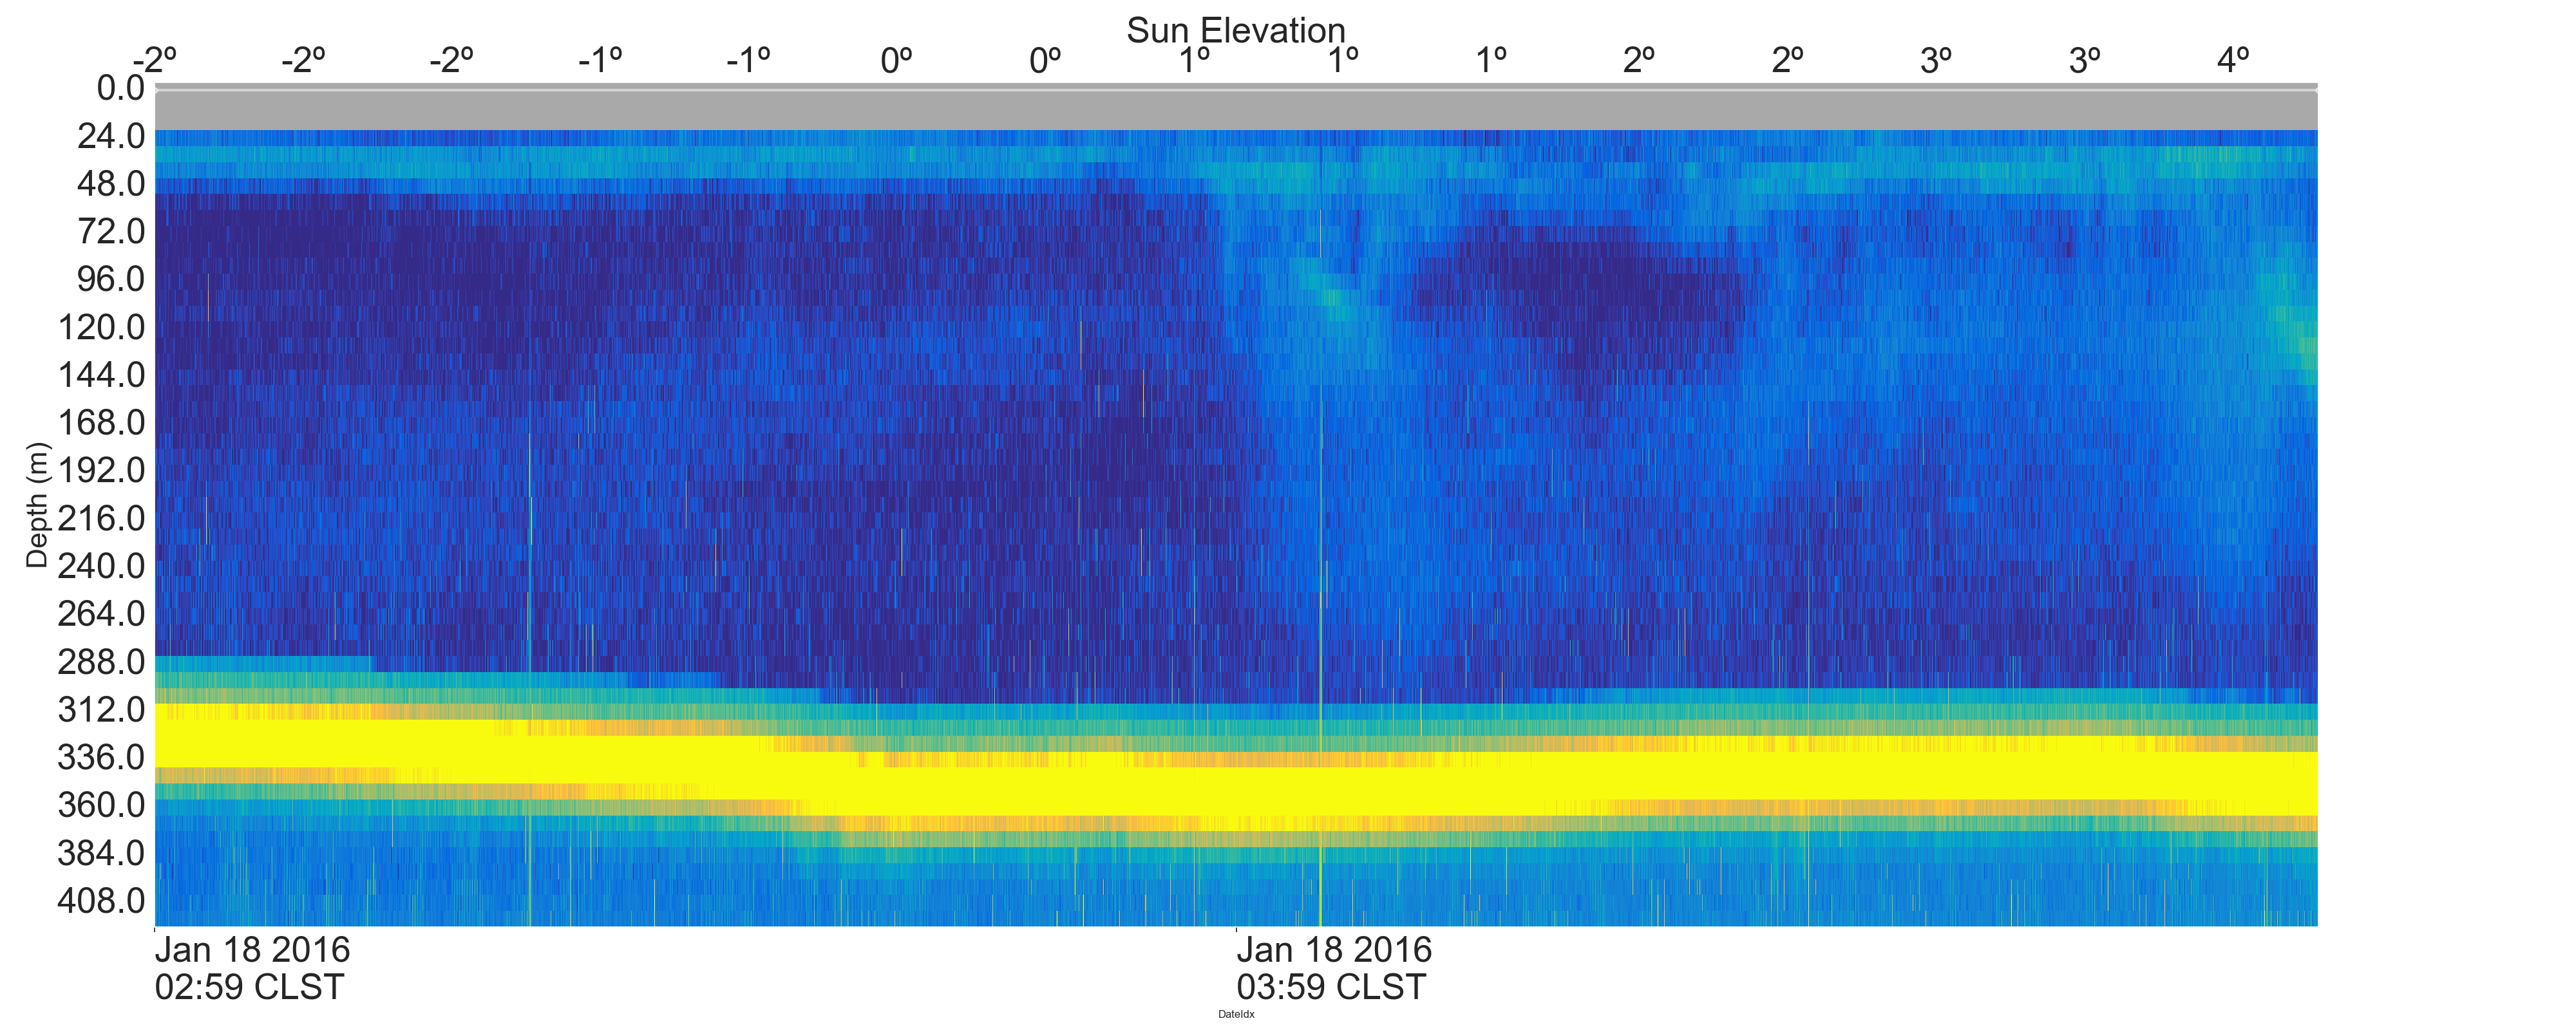 Sun Elevation
-2º -2º -2º -1º -1º 0º 0º 1º 1º 1º 2º 2º 3º 3º 4º
0.0
24.0
48.0
72.0
96.0
120.0
144.0
168.0
192.0
216.0
240.0
264.0
288.0
312.0
336.0
360.0
384.0
408.0
Depth (m)
Jan 18 2016
02:59 CLST
Jan 18 2016
03:59 CLST
DateIdx